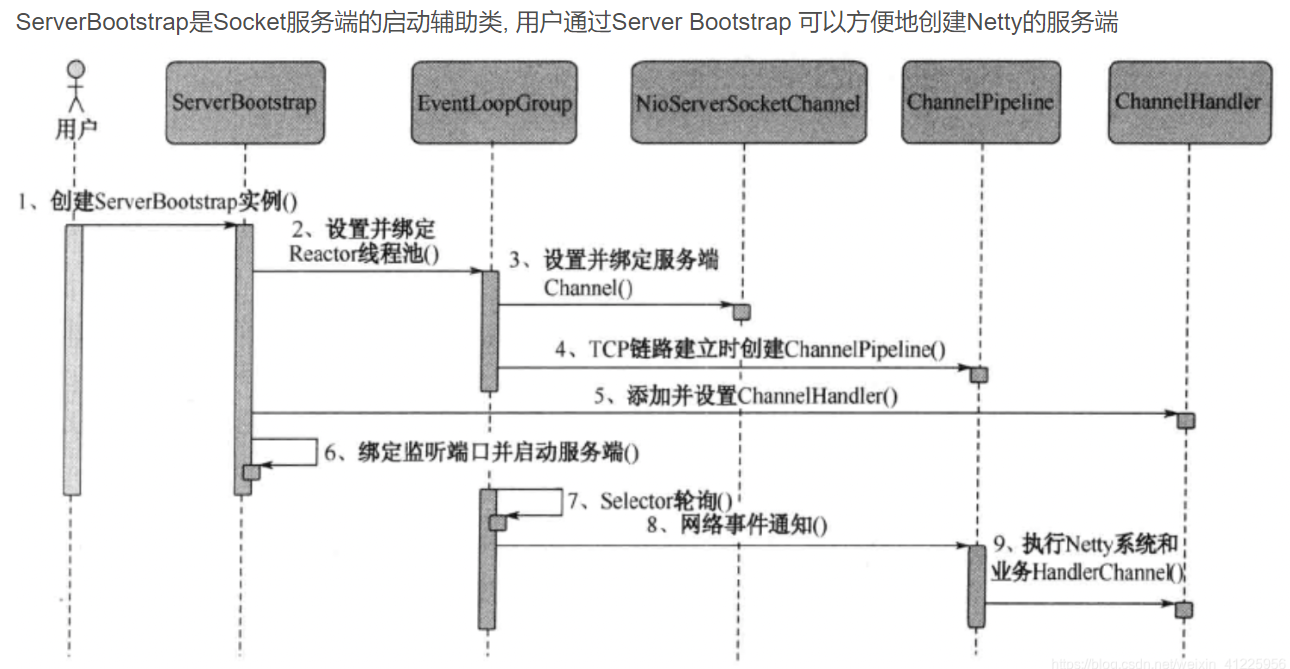 ServerBootstrap是Socket服务端的启动辅助类, 用户通过Server Bootstrap 可以方便地创建Netty的服务端
用户
ServerBootstrap
EventLoopGroup
NioServerSocketChannel
ChannelPipeline
ChannelHandler
1、创建ServerBootstrap实例()
2、设置并绑定
Reactor线程池()
3、设置并绑定服务端
Channel()
4、TCP链路建立时创建ChannelPipeline()
5、添加并设置ChannelHandler()
6、绑定监听端口并启动服务端()
7、Selector轮询()
8、网络事件通知()
9、执行Netty系统和
业务HandlerChannel()
https://blog.csdn.net/weixin_41225956